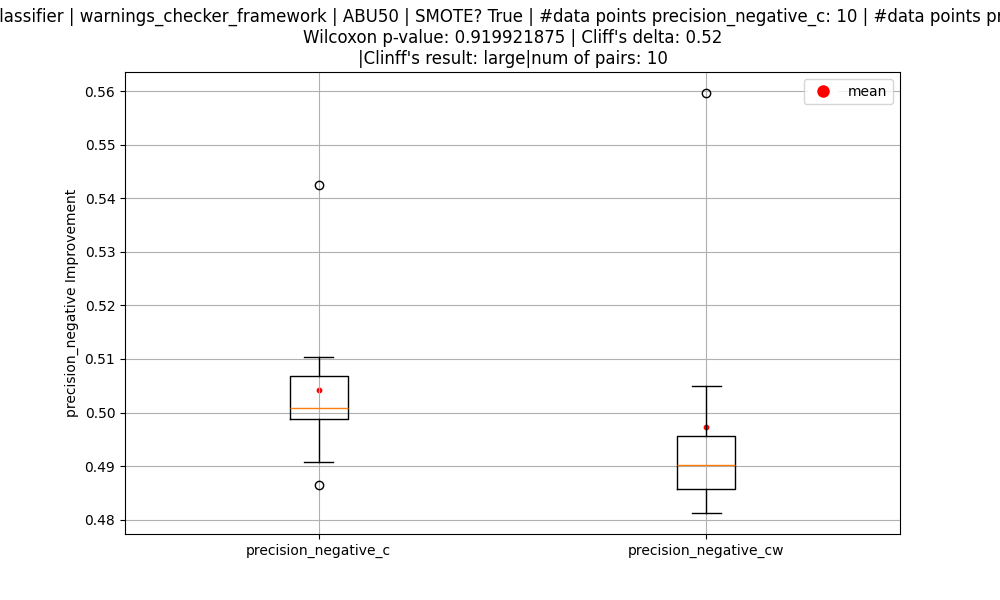 | warnings_checker_framework | ABU50 | SMOTE? True | #data points precision_negative_c: 10 | #data points
Wilcoxon p-value: 0.919921875 | Cliff's delta: 0.52
|Clinff's result: large|num of pairs: 10
mean
0.56
0.55
0.54
0.53
0.52
0.51
0.50
0.49
0.48
precision_negative Improvement
precision_negative_c
precision_negative_cw